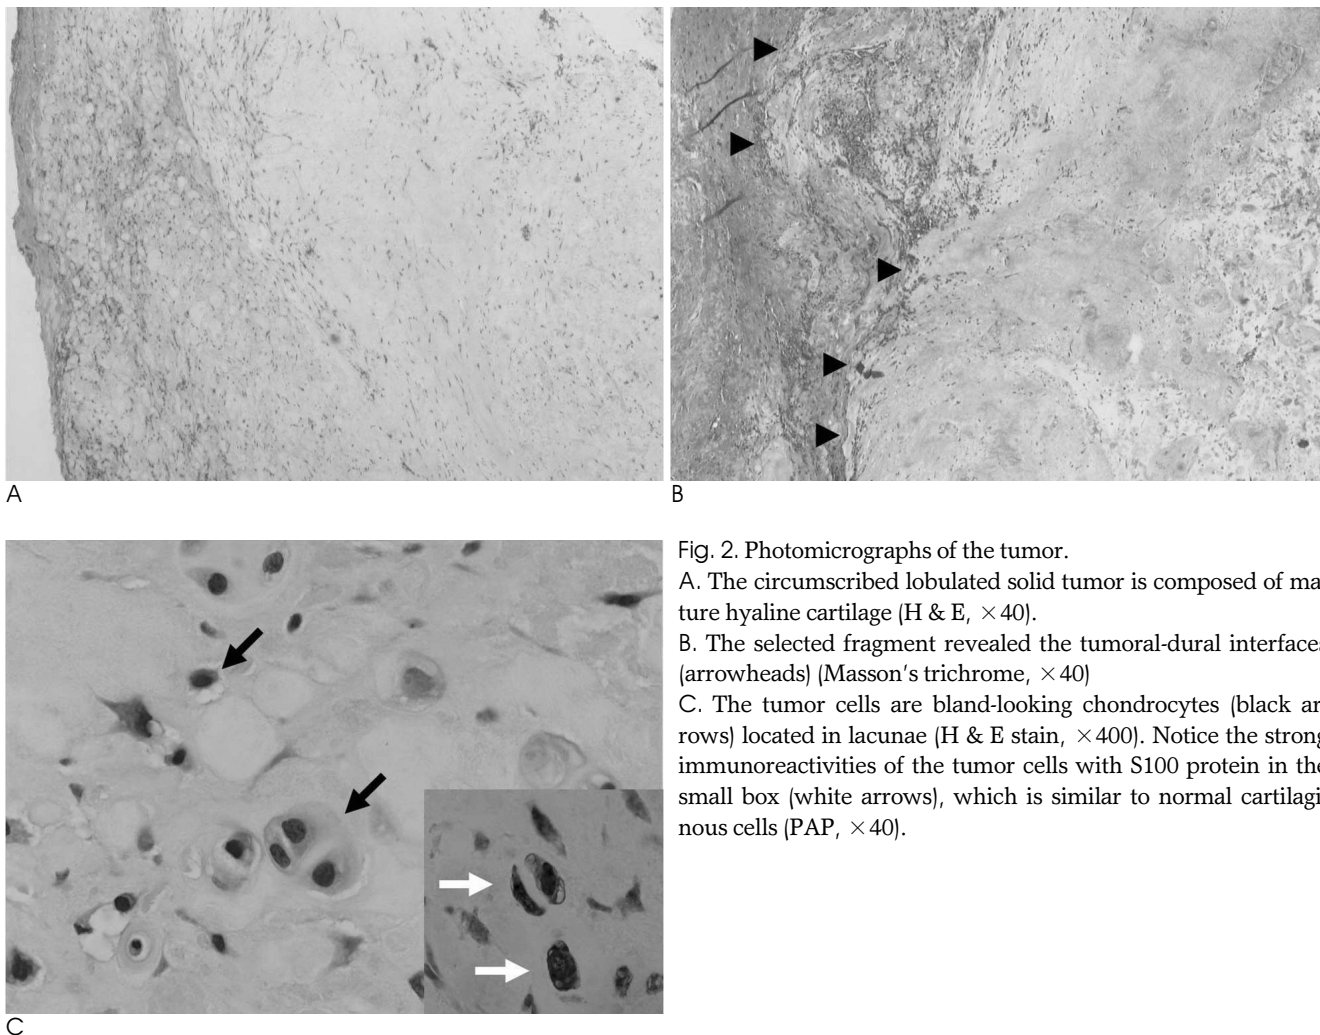 A
B
C
Fig. 2. Photomicrographs of the tumor.
A. The circumscribed lobulated solid tumor is composed of ma
ture hyaline cartilage (H & E, ×40).
B. The selected fragment revealed the tumoral-dural interfaces
(arrowheads) (Masson's trichrome, ×40)
C. The tumor cells are bland-looking chondrocytes (black ar
rows) located in lacunae (H & E stain, ×400). Notice the strong
immunoreactivities of the tumor cells with S100 protein in the
small box (white arrows), which is similar to normal cartilagi
nous cells (PAP, ×40).